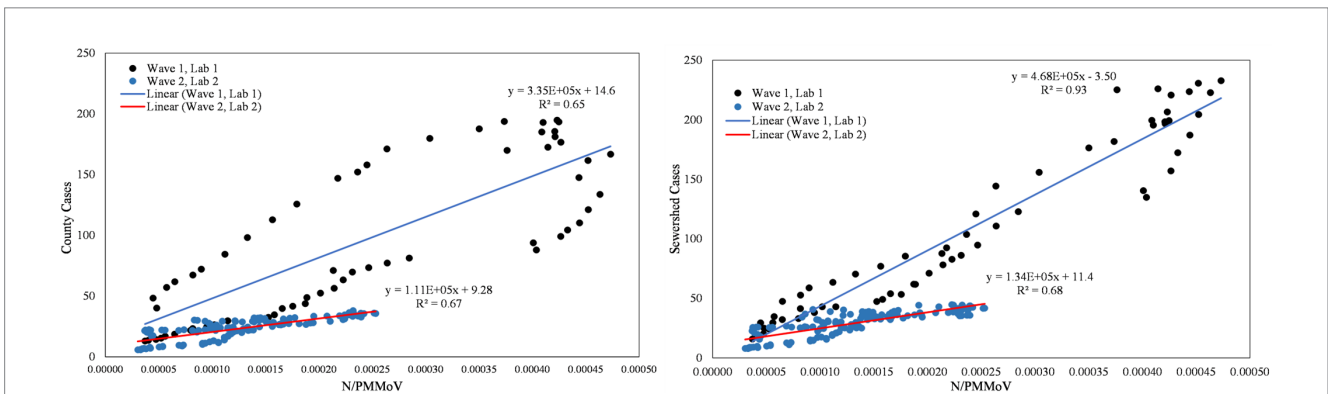 250
200
150
100
50
0
County Cases
Wave 1, Lab 1
Wave 2, Lab 2
Linear (Wave 1, Lab 1)
Linear (Wave 2, Lab 2)
y = 3.35E+05x + 14.6
R² = 0.65
y = 1.11E+05x + 9.28
R² = 0.67
0.00000 0.00005 0.00010 0.00015 0.00020 0.00025 0.00030 0.00035 0.00040 0.00045 0.00050
N/PMMoV
250
200
150
100
50
0
Sewershed Cases
Wave 1, Lab 1
Wave 2, Lab 2
Linear (Wave 1, Lab 1)
Linear (Wave 2, Lab 2)
y = 4.68E+05x - 3.50
R² = 0.93
y = 1.34E+05x + 11.4
R² = 0.68
0.00000 0.00005 0.00010 0.00015 0.00020 0.00025 0.00030 0.00035 0.00040 0.00045 0.00050
N/PMMoV